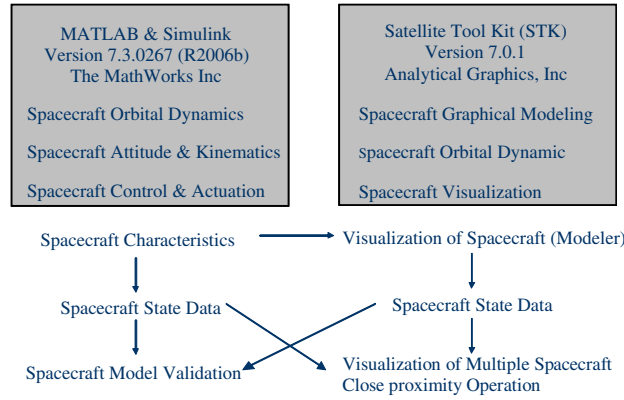 MATLAB & Simulink
Version 7.3.0267 (R2006b)
The MathWorks Inc
Spacecraft Orbital Dynamics
Spacecraft Attitude & Kinematics
Spacecraft Control & Actuation
Satellite Tool Kit (STK)
Version 7.0.1
Analytical Graphics, Inc
Spacecraft Graphical Modeling
spacecraft Orbital Dynamic
Spacecraft Visualization
Spacecraft Characteristics
Visualization of Spacecraft (Modeler)
Spacecraft State Data
Spacecraft State Data
Spacecraft Model Validation
Visualization of Multiple Spacecraft
Close proximity Operation